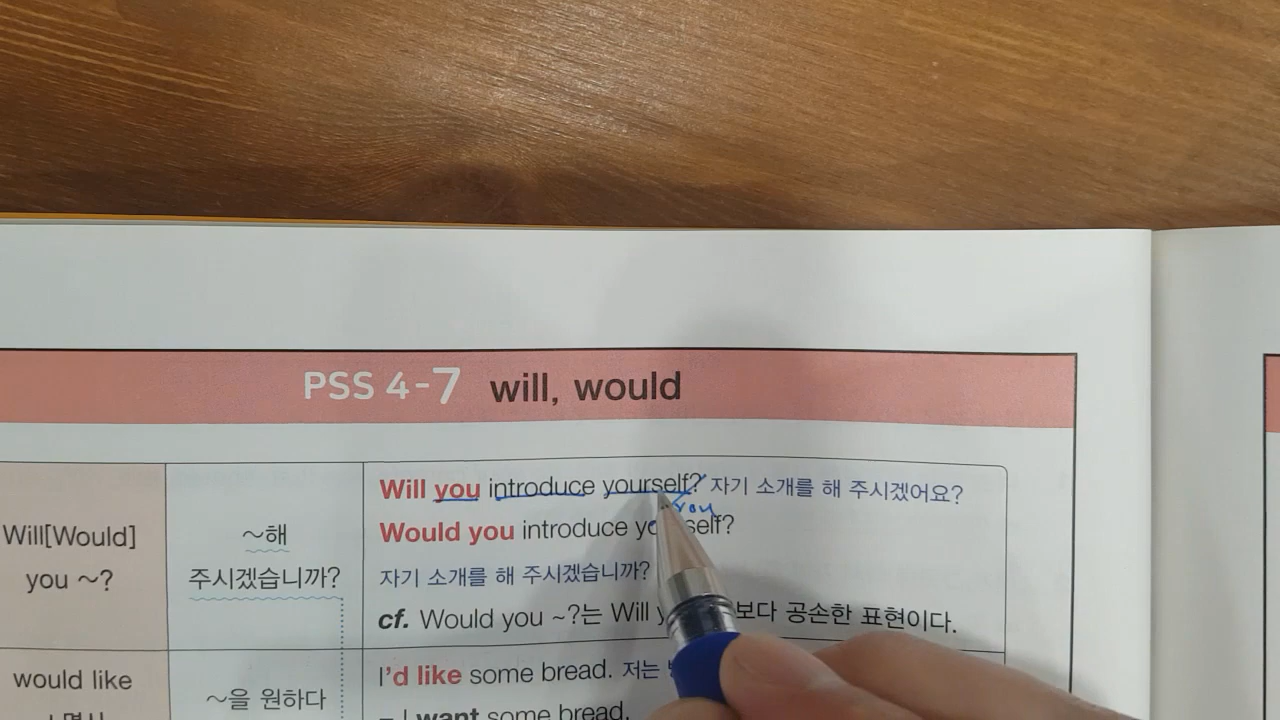 PSS 4-7 will, would
Will[Would]
you ~?
~해
주시겠습니까?
Will you introduce yourself? 자기 소개를 해 주시겠어요?
you
Would you introduce yourself?
자기 소개를 해 주시겠습니까?
cf. Would you ~?는 Will 보다 공손한 표현이다.
would like
~을 원하다
I'd like some bread. 저는
I want some bread.